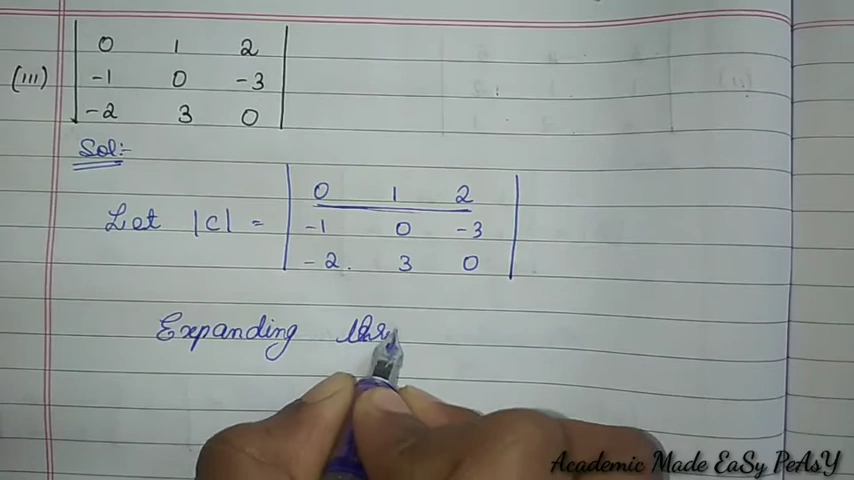 (iii) 0 1 2
-1 0 -3
-2 3 0
Sol:-
Let |C| = 0 1 2
-1 0 -3
-2. 3 0
Expanding
Academic Made EaSy PeAsY